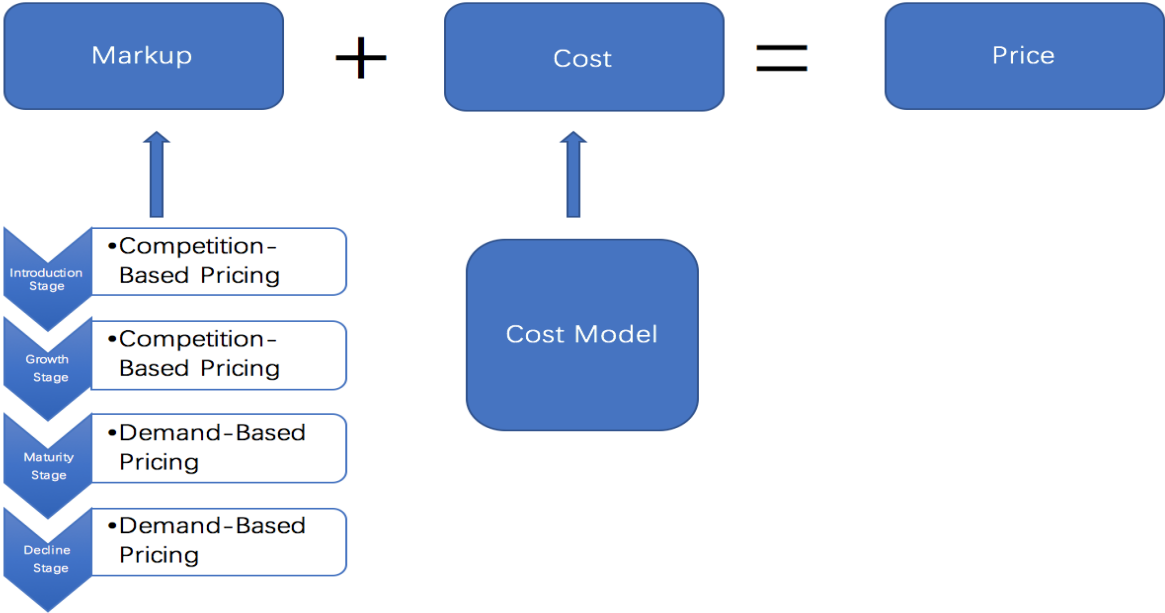 Markup + Cost = Price
Introduction
Stage
•Competition-
Based Pricing
Growth
Stage
•Competition-
Based Pricing
Maturity
Stage
•Demand-Based
Pricing
Decline
Stage
•Demand-Based
Pricing
Cost Model